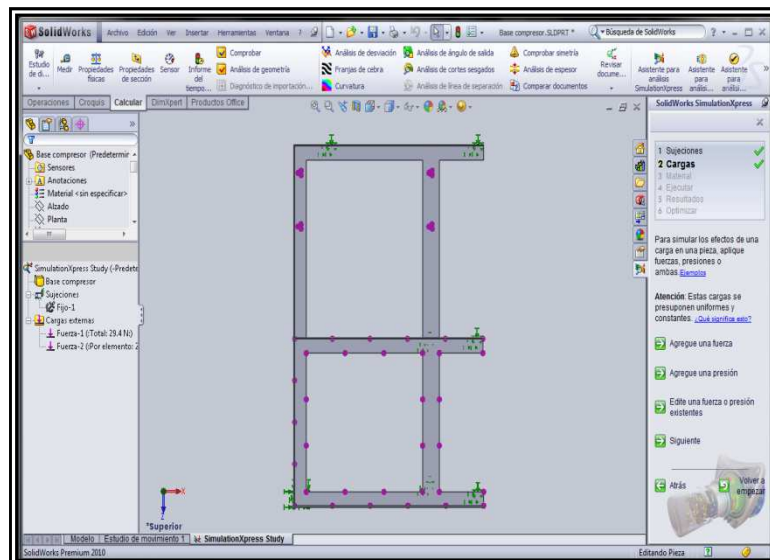 SolidWorks
Archivo Edición Ver Insertar Herramientas Ventana ?
Base compresor.SLDPRT
Búsqueda de SolidWorks
Estudio de di...
Medir
Propiedades físicas
Propiedades de sección
Sensor
Informe del tiempo...
Comprobar
Análisis de geometría
Diagnóstico de importación...
Análisis de desviación
Franjas de cebra
Curvatura
Análisis de ángulo de salida
Análisis de cortes sesgados
Análisis de línea de separación
Comprobar simetría
Análisis de espesor
Comparar documentos
Revisar docume...
Asistente para análisis SimulationXpress
Asistente para análisi...
Asistente para análisi...
Operaciones Croquis Calcular DimXpert Productos Office
SolidWorks SimulationXpress
Base compresor (Predetermir
Sensores
Anotaciones
Material <sin especificar>
Alzado
Planta
SimulationXpress Study (-Predete
Base compresor
Sujeciones
Fijo-1
Cargas externas
Fuerza-1 (:Total: 29.4 N:)
Fuerza-2 (:Por elemento: 2
1 Sujeciones
2 Cargas
3 Material
4 Ejecutar
5 Resultados
6 Optimizar
Para simular los efectos de una
carga en una pieza, aplique
fuerzas, presiones o
ambas. Ejemplos
Atención: Estas cargas se
presuponen uniformes y
constantes. ¿Qué significa esto?
Agregue una fuerza
Agregue una presión
Edite una fuerza o presión
existentes
Siguiente
Atrás
Volver a
empezar
X
Z
*Superior
Modelo Estudio de movimiento 1 SimulationXpress Study
SolidWorks Premium 2010
Editando Pieza